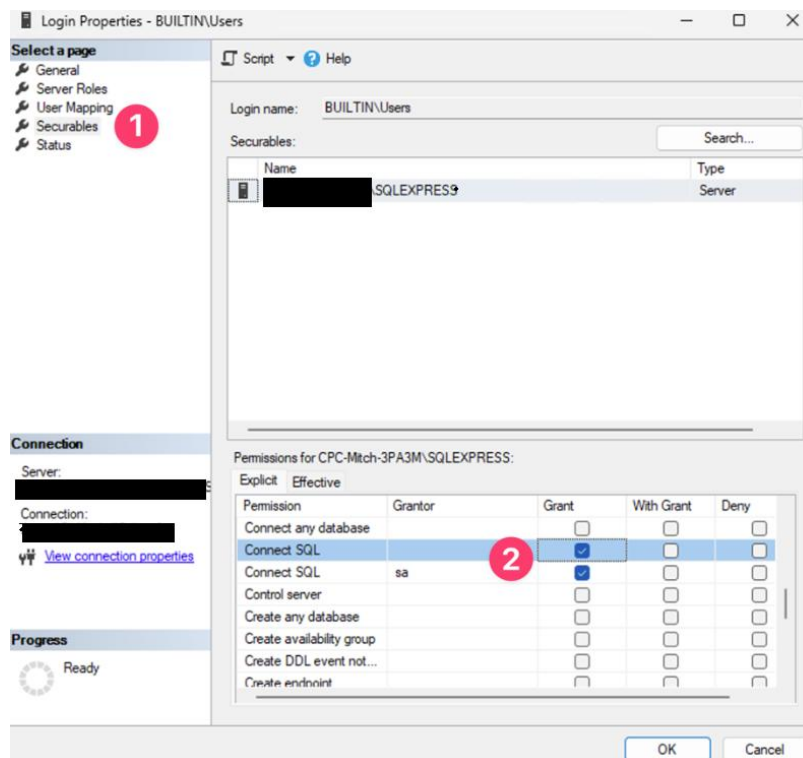 Login Properties - BUILTIN\Users
Select a page
General
Server Roles
User Mapping
Securables
1
Status
Script
Help
Login name: BUILTIN\Users
Securables:
Search...
Name Type
\SQLEXPRESS Server
Connection
Server:
Connection:
View connection properties
Progress
Ready
Permissions for CPC-Mitch-3PA3M\SQLEXPRESS:
Explicit Effective
Permission Grantor Grant With Grant Deny
Connect any database
Connect SQL
2
Connect SQL sa
Control server
Create any database
Create availability group
Create DDL event not...
Create endpoint
OK Cancel